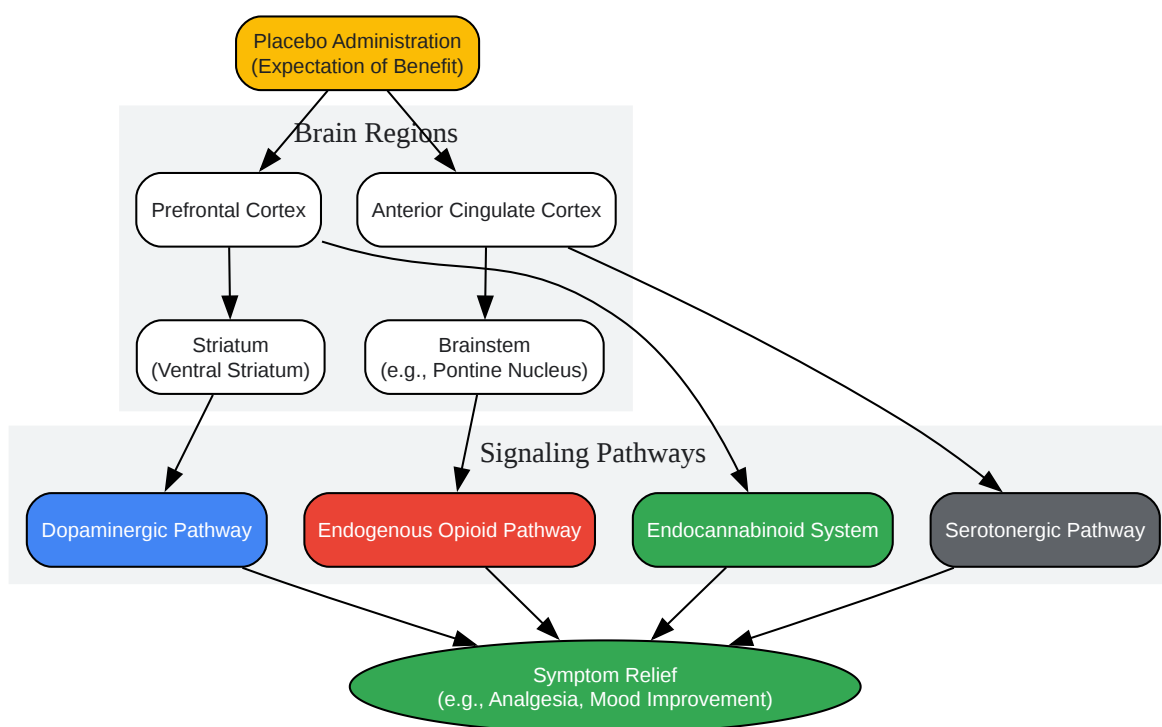 Placebo Administration
(Expectation of Benefit)
Brain Regions
Prefrontal Cortex
Anterior Cingulate Cortex
Striatum
(Ventral Striatum)
Brainstem
(e.g., Pontine Nucleus)
Signaling Pathways
Dopaminergic Pathway
Endogenous Opioid Pathway
Endocannabinoid System
Serotonergic Pathway
Symptom Relief
(e.g., Analgesia, Mood Improvement)